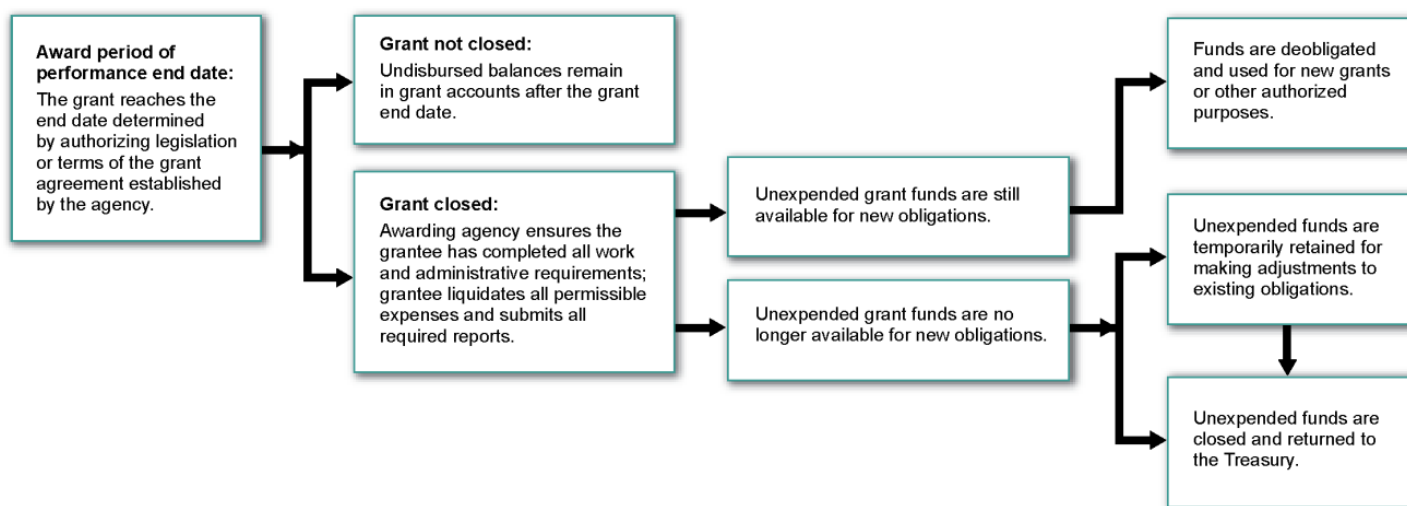 Award period of
performance end date:
The grant reaches the
end date determined
by authorizing legislation
or terms of the grant
agreement established
by the agency.
Grant not closed:
Undisbursed balances remain
in grant accounts after the grant
end date.
Grant closed:
Awarding agency ensures the
grantee has completed all work
and administrative requirements;
grantee liquidates all permissible
expenses and submits all
required reports.
Unexpended grant funds are still
available for new obligations.
Unexpended grant funds are no
longer available for new obligations.
Funds are deobligated
and used for new grants
or other authorized
purposes.
Unexpended funds are
temporarily retained for
making adjustments to
existing obligations.
Unexpended funds are
closed and returned to
the Treasury.